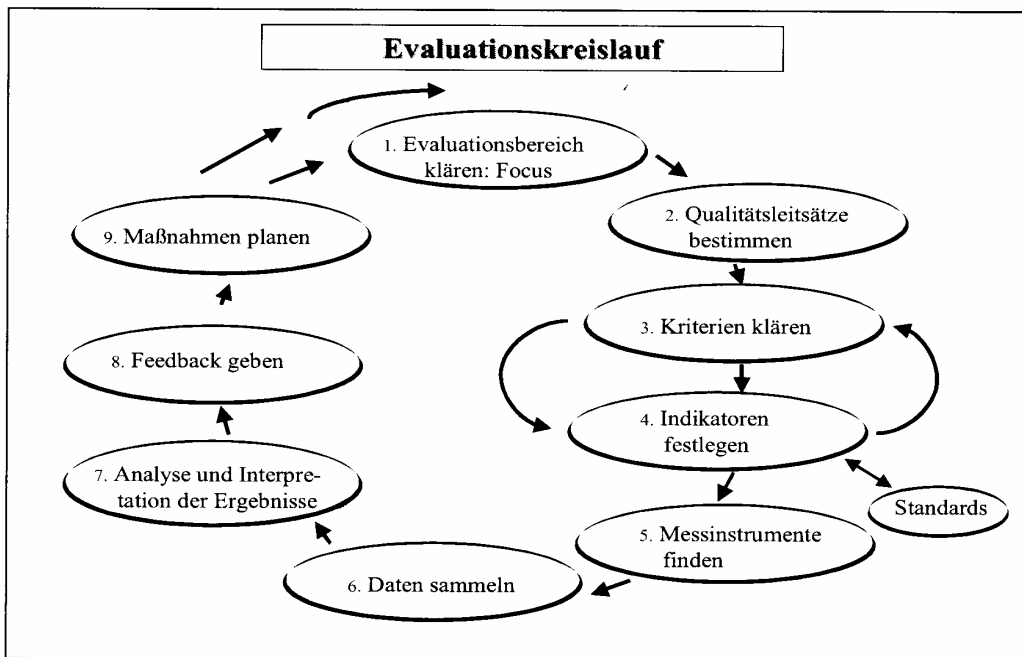 Evaluationskreislauf
1. Evaluationsbereich
klären: Focus
2. Qualitätsleitsätze
bestimmen
3. Kriterien klären
4. Indikatoren
festlegen
Standards
5. Messinstrumente
finden
6. Daten sammeln
7. Analyse und Interpre-
tation der Ergebnisse
8. Feedback geben
9. Maßnahmen planen